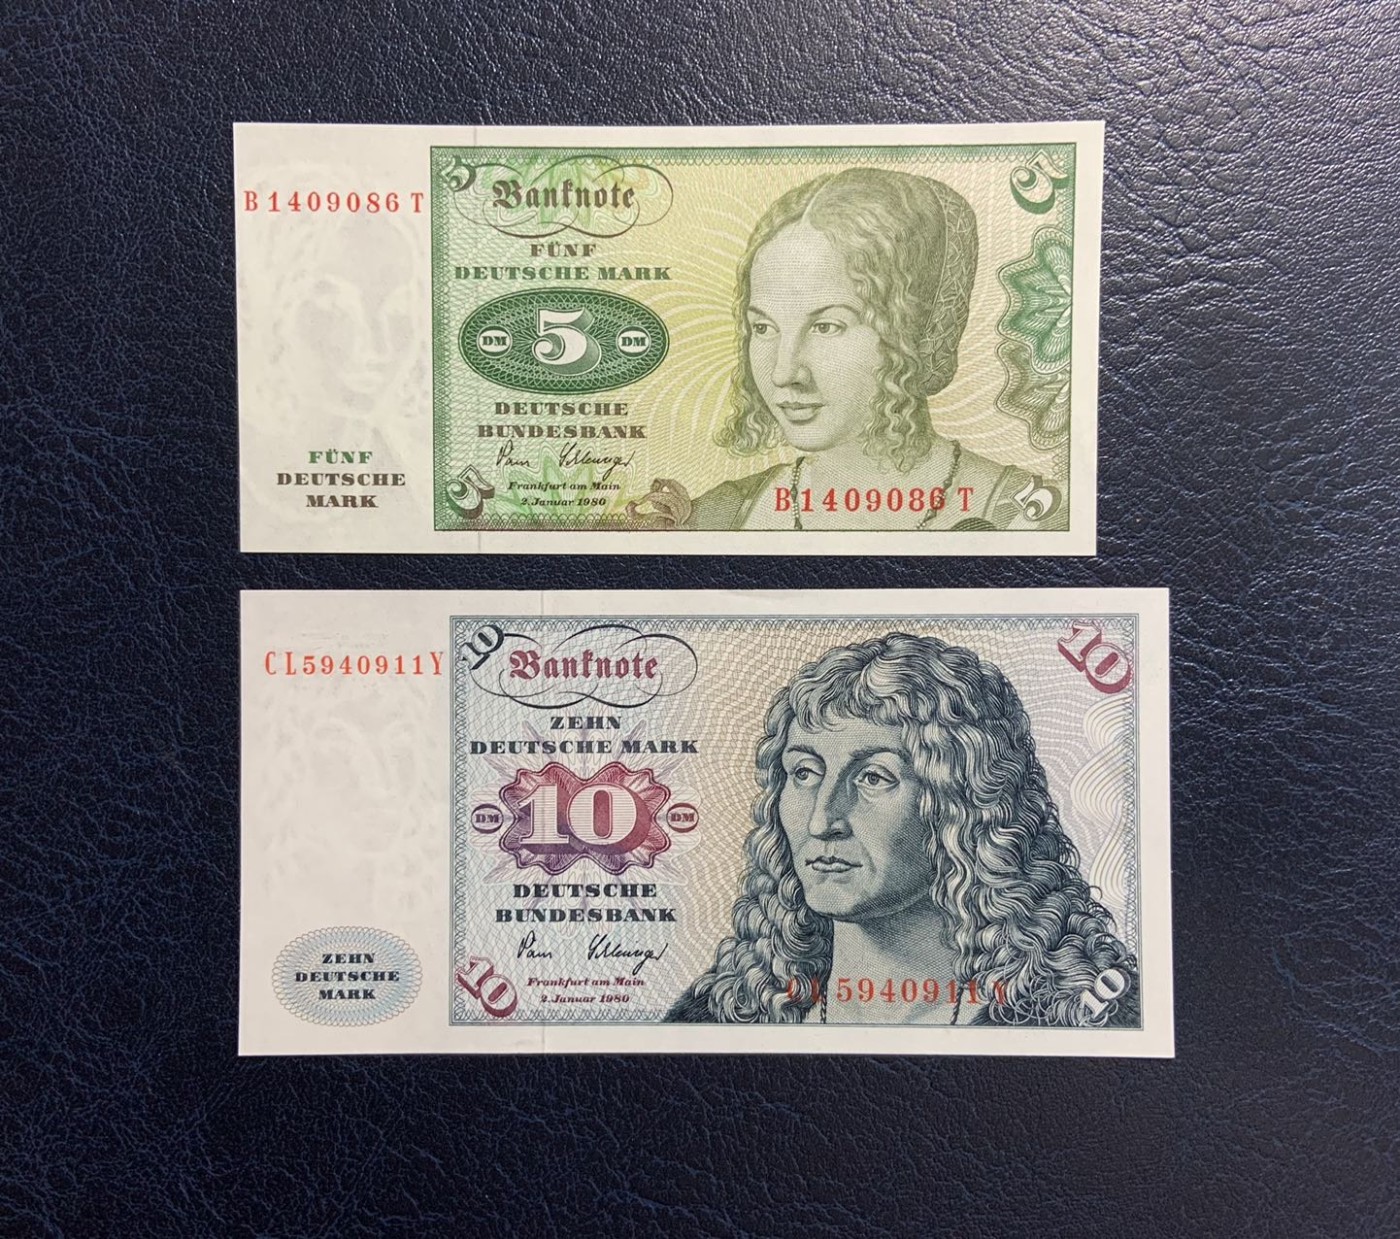 B1409086T
5
Banknote
5
FÜNF
DEUTSCHE MARK
DM 5 DM
DEUTSCHE
BUNDESBANK
FÜNF
DEUTSCHE
MARK
5
Frankfurt am Main
2. Januar 1980
B1409086T
5
CL5940911Y
10
Banknote
10
ZEHN
DEUTSCHE MARK
DM 10 DM
DEUTSCHE
BUNDESBANK
ZEHN
DEUTSCHE
MARK
10
Frankfurt am Main
2. Januar 1980
CL5940911Y
10